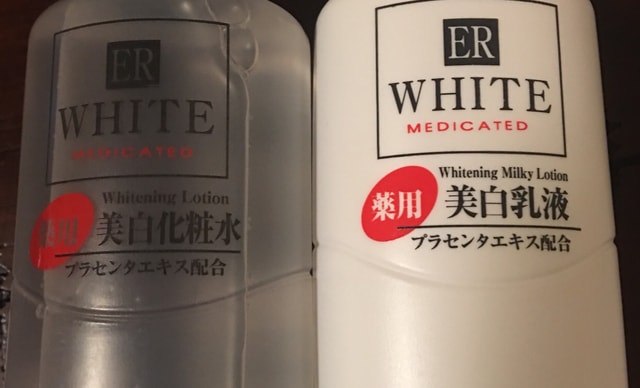 ER
WHITE
MEDICATED
Whitening Lotion
薬用 美白化粧水
プラセンタエキス配合
ER
WHITE
MEDICATED
Whitening Milky Lotion
薬用 美白乳液
プラセンタエキス配合